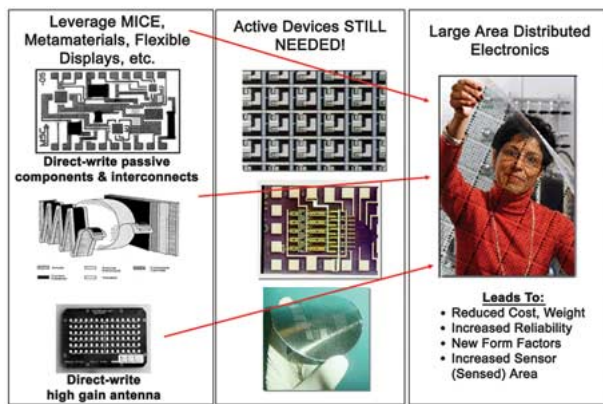 Leverage MICE,
Metamaterials, Flexible
Displays, etc.
Direct-write passive
components & interconnects
Direct-write
high gain antenna
Active Devices STILL
NEEDED!
Large Area Distributed
Electronics
Leads To:
• Reduced Cost, Weight
• Increased Reliability
• New Form Factors
• Increased Sensor
(Sensed) Area